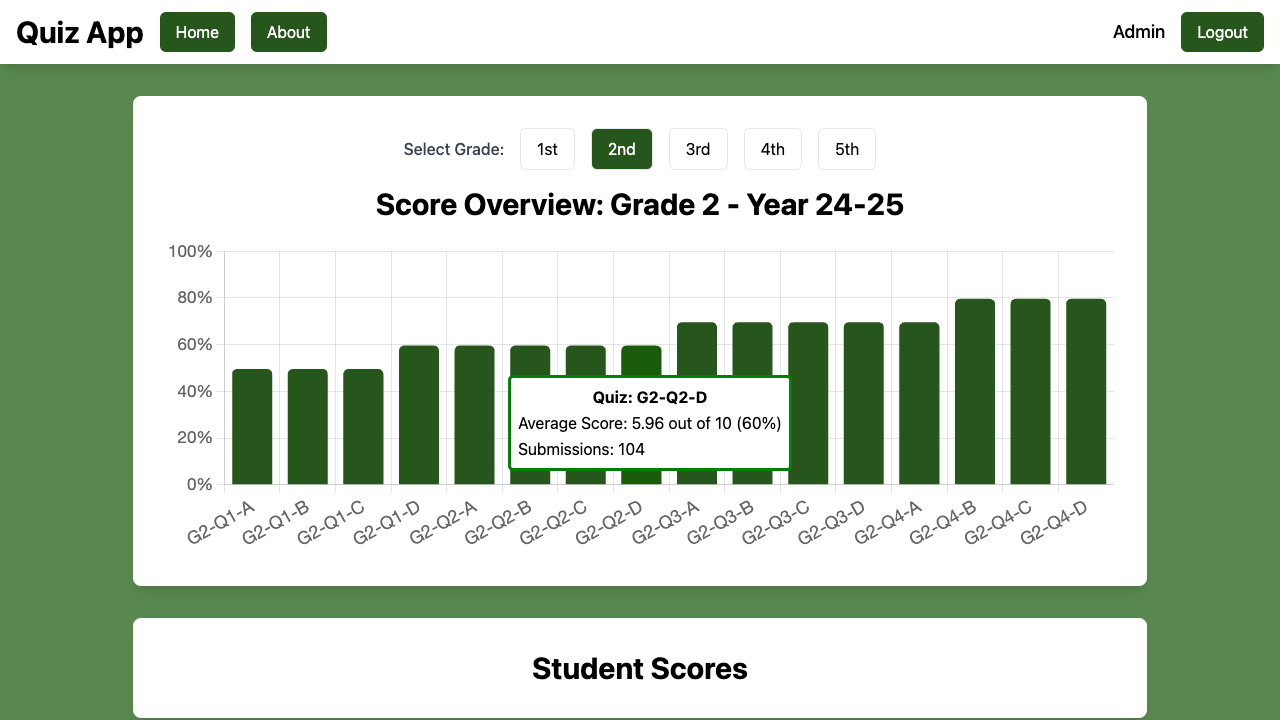 Quiz App Home About Admin Logout
Select Grade: 1st 2nd 3rd 4th 5th
Score Overview: Grade 2 - Year 24-25
100%
80%
60%
40%
20%
0%
Quiz: G2-Q2-D
Average Score: 5.96 out of 10 (60%)
Submissions: 104
G2-Q1-A G2-Q1-B G2-Q1-C G2-Q1-D G2-Q2-A G2-Q2-B G2-Q2-C G2-Q2-D G2-Q3-A G2-Q3-B G2-Q3-C G2-Q3-D G2-Q4-A G2-Q4-B G2-Q4-C G2-Q4-D
Student Scores